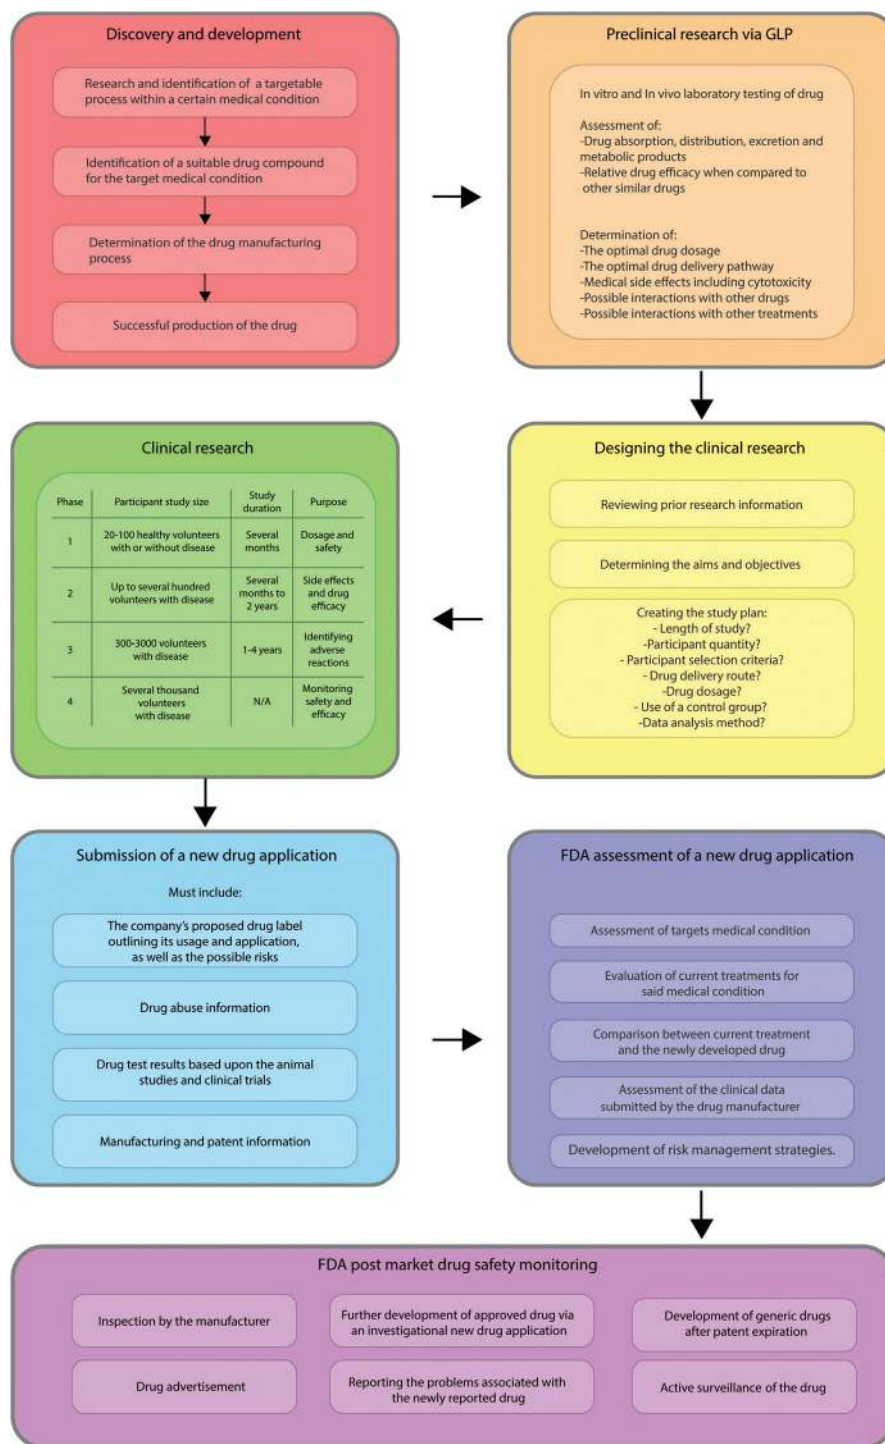 Discovery and development
Research and identification of a targetable
process within a certain medical condition
Identification of a suitable drug compound
for the target medical condition
Determination of the drug manufacturing
process
Successful production of the drug
Preclinical research via GLP
In vitro and In vivo laboratory testing of drug
Assessment of:
-Drug absorption, distribution, excretion and
metabolic products
-Relative drug efficacy when compared to
other similar drugs
Determination of:
-The optimal drug dosage
-The optimal drug delivery pathway
-Medical side effects including cytotoxicity
-Possible interactions with other drugs
-Possible interactions with other treatments
Designing the clinical research
Reviewing prior research information
Determining the aims and objectives
Creating the study plan:
- Length of study?
-Participant quantity?
- Participant selection criteria?
- Drug delivery route?
-Drug dosage?
- Use of a control group?
-Data analysis method?
Clinical research
Phase
Participant study size
Study
duration
Purpose
1
20-100 healthy volunteers
with or without disease
Several
months
Dosage and
safety
2
Up to several hundred
volunteers with disease
Several
months to
2 years
Side effects
and drug
efficacy
3
300-3000 volunteers
with disease
1-4 years
Identifying
adverse
reactions
4
Several thousand
volunteers
with disease
N/A
Monitoring
safety and
efficacy
Submission of a new drug application
Must include:
The company's proposed drug label
outlining its usage and application,
as well as the possible risks
Drug abuse information
Drug test results based upon the animal
studies and clinical trials
Manufacturing and patent information
FDA assessment of a new drug application
Assessment of targets medical condition
Evaluation of current treatments for
said medical condition
Comparison between current treatment
and the newly developed drug
Assessment of the clinical data
submitted by the drug manufacturer
Development of risk management strategies.
FDA post market drug safety monitoring
Inspection by the manufacturer
Further development of approved drug via
an investigational new drug application
Development of generic drugs
after patent expiration
Drug advertisement
Reporting the problems associated with
the newly reported drug
Active surveillance of the drug